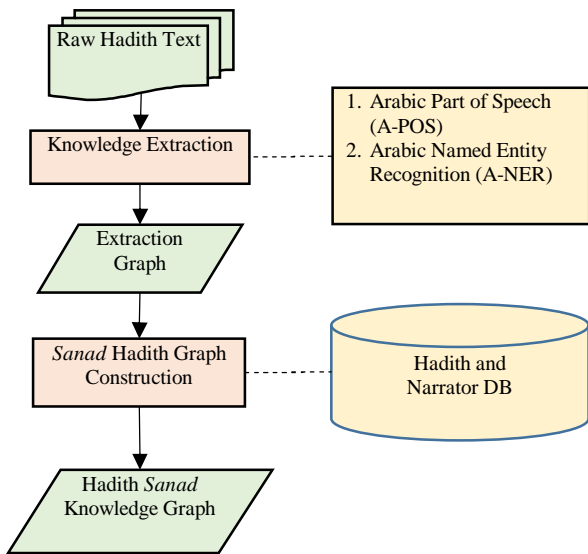 Raw Hadith Text
Knowledge Extraction
1. Arabic Part of Speech
(A-POS)
2. Arabic Named Entity
Recognition (A-NER)
Extraction
Graph
Sanad Hadith Graph
Construction
Hadith and
Narrator DB
Hadith Sanad
Knowledge Graph